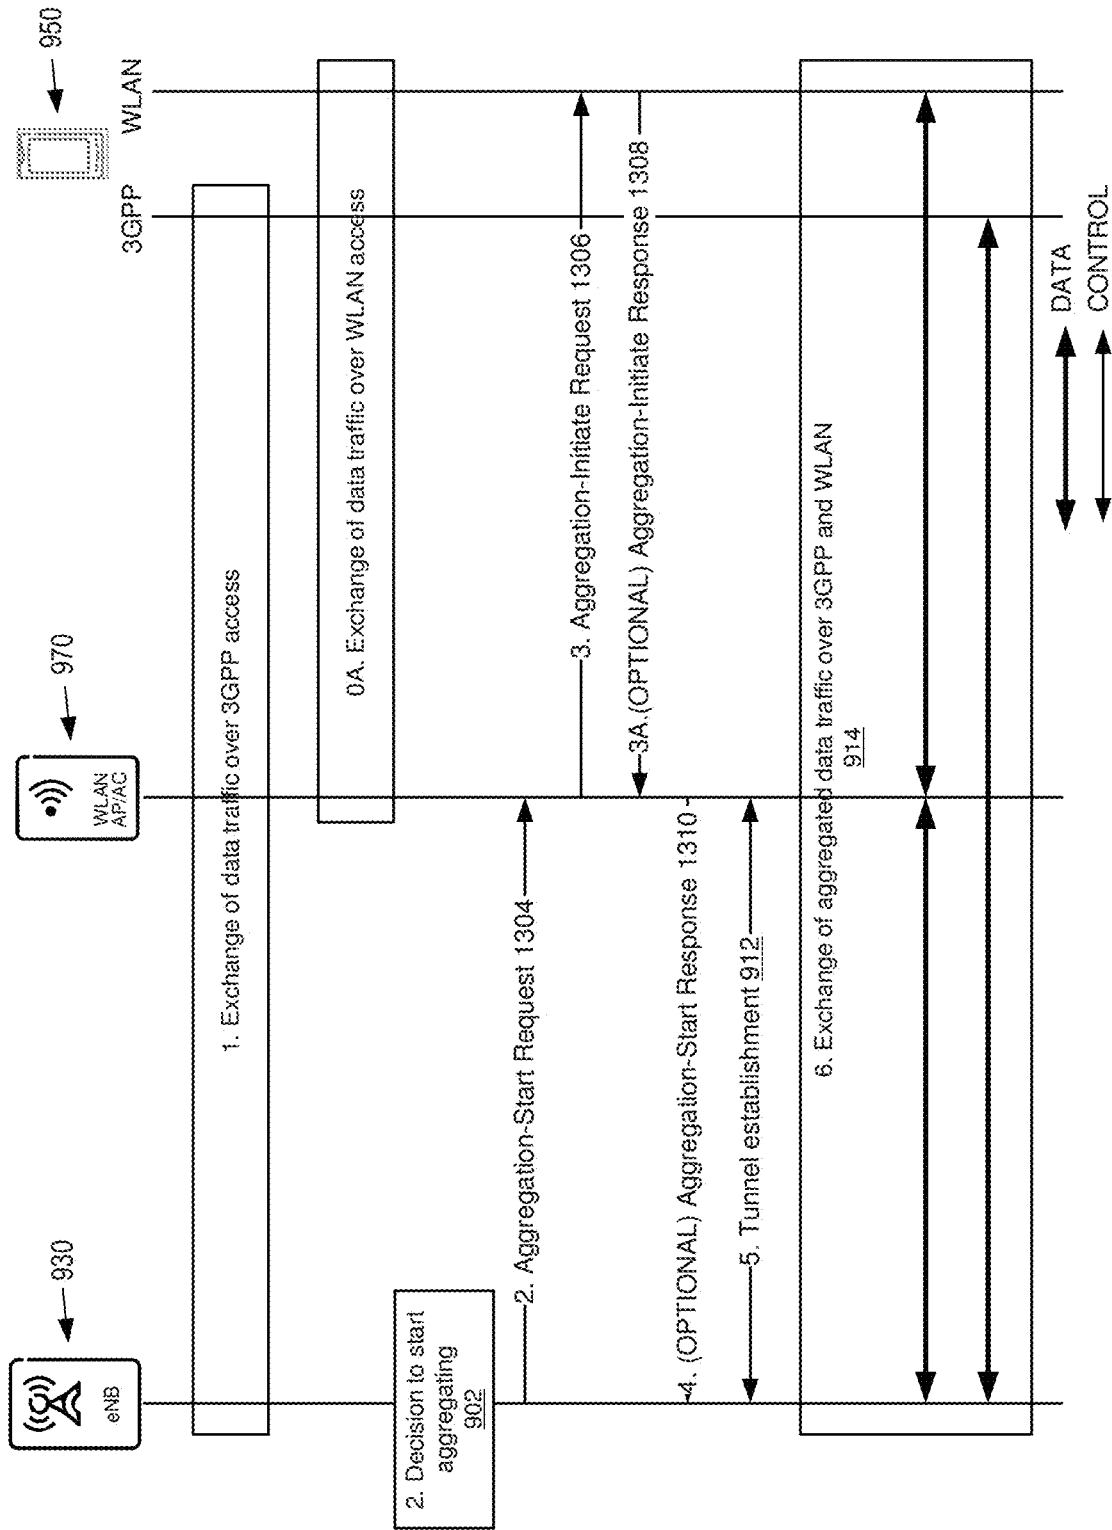 930
970
950
eNB
WLAN
AP/AC
3GPP
WLAN
1. Exchange of data traffic over 3GPP access
0A. Exchange of data traffic over WLAN access
2. Decision to start
aggregating
902
2. Aggregation-Start Request 1304
3. Aggregation-Initiate Request 1306
3A.(OPTIONAL) Aggregation-Initiate Response 1308
4. (OPTIONAL) Aggregation-Start Response 1310
5. Tunnel establishment 912
6. Exchange of aggregated data traffic over 3GPP and WLAN
914
DATA
CONTROL